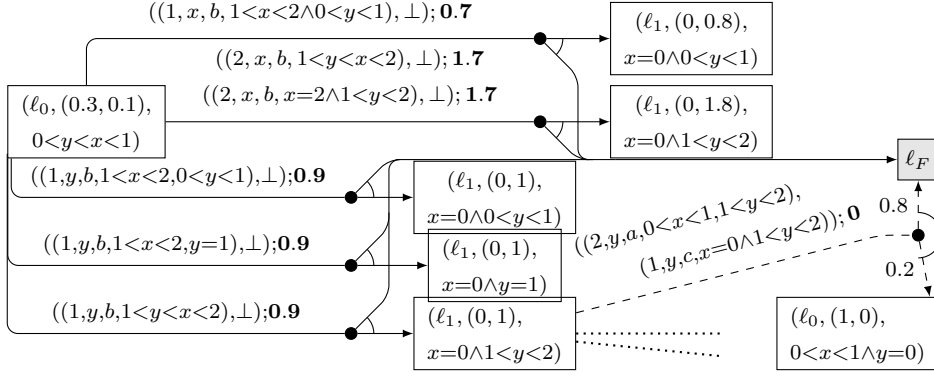 ((1, x, b, 1<x<2∧0<y<1), ⊥); 0.7
(ℓ₁, (0, 0.8),
x=0∧0<y<1)
((2, x, b, 1<y<x<2), ⊥); 1.7
((2, x, b, x=2∧1<y<2), ⊥); 1.7
(ℓ₀, (0.3, 0.1),
0<y<x<1)
(ℓ₁, (0, 1.8),
x=0∧1<y<2)
ℓF
((1,y,b,1<x<2,0<y<1),⊥);0.9
(ℓ₁, (0, 1),
x=0∧0<y<1)
((2,y,a,0<x<1,1<y<2),
(1,y,c,x=0∧1<y<2)); 0
0.8
((1,y,b,1<x<2,y=1),⊥);0.9
(ℓ₁, (0, 1),
x=0∧y=1)
0.2
((1,y,b,1<y<x<2),⊥);0.9
(ℓ₁, (0, 1),
x=0∧1<y<2)
(ℓ₀, (1, 0),
0<x<1∧y=0)